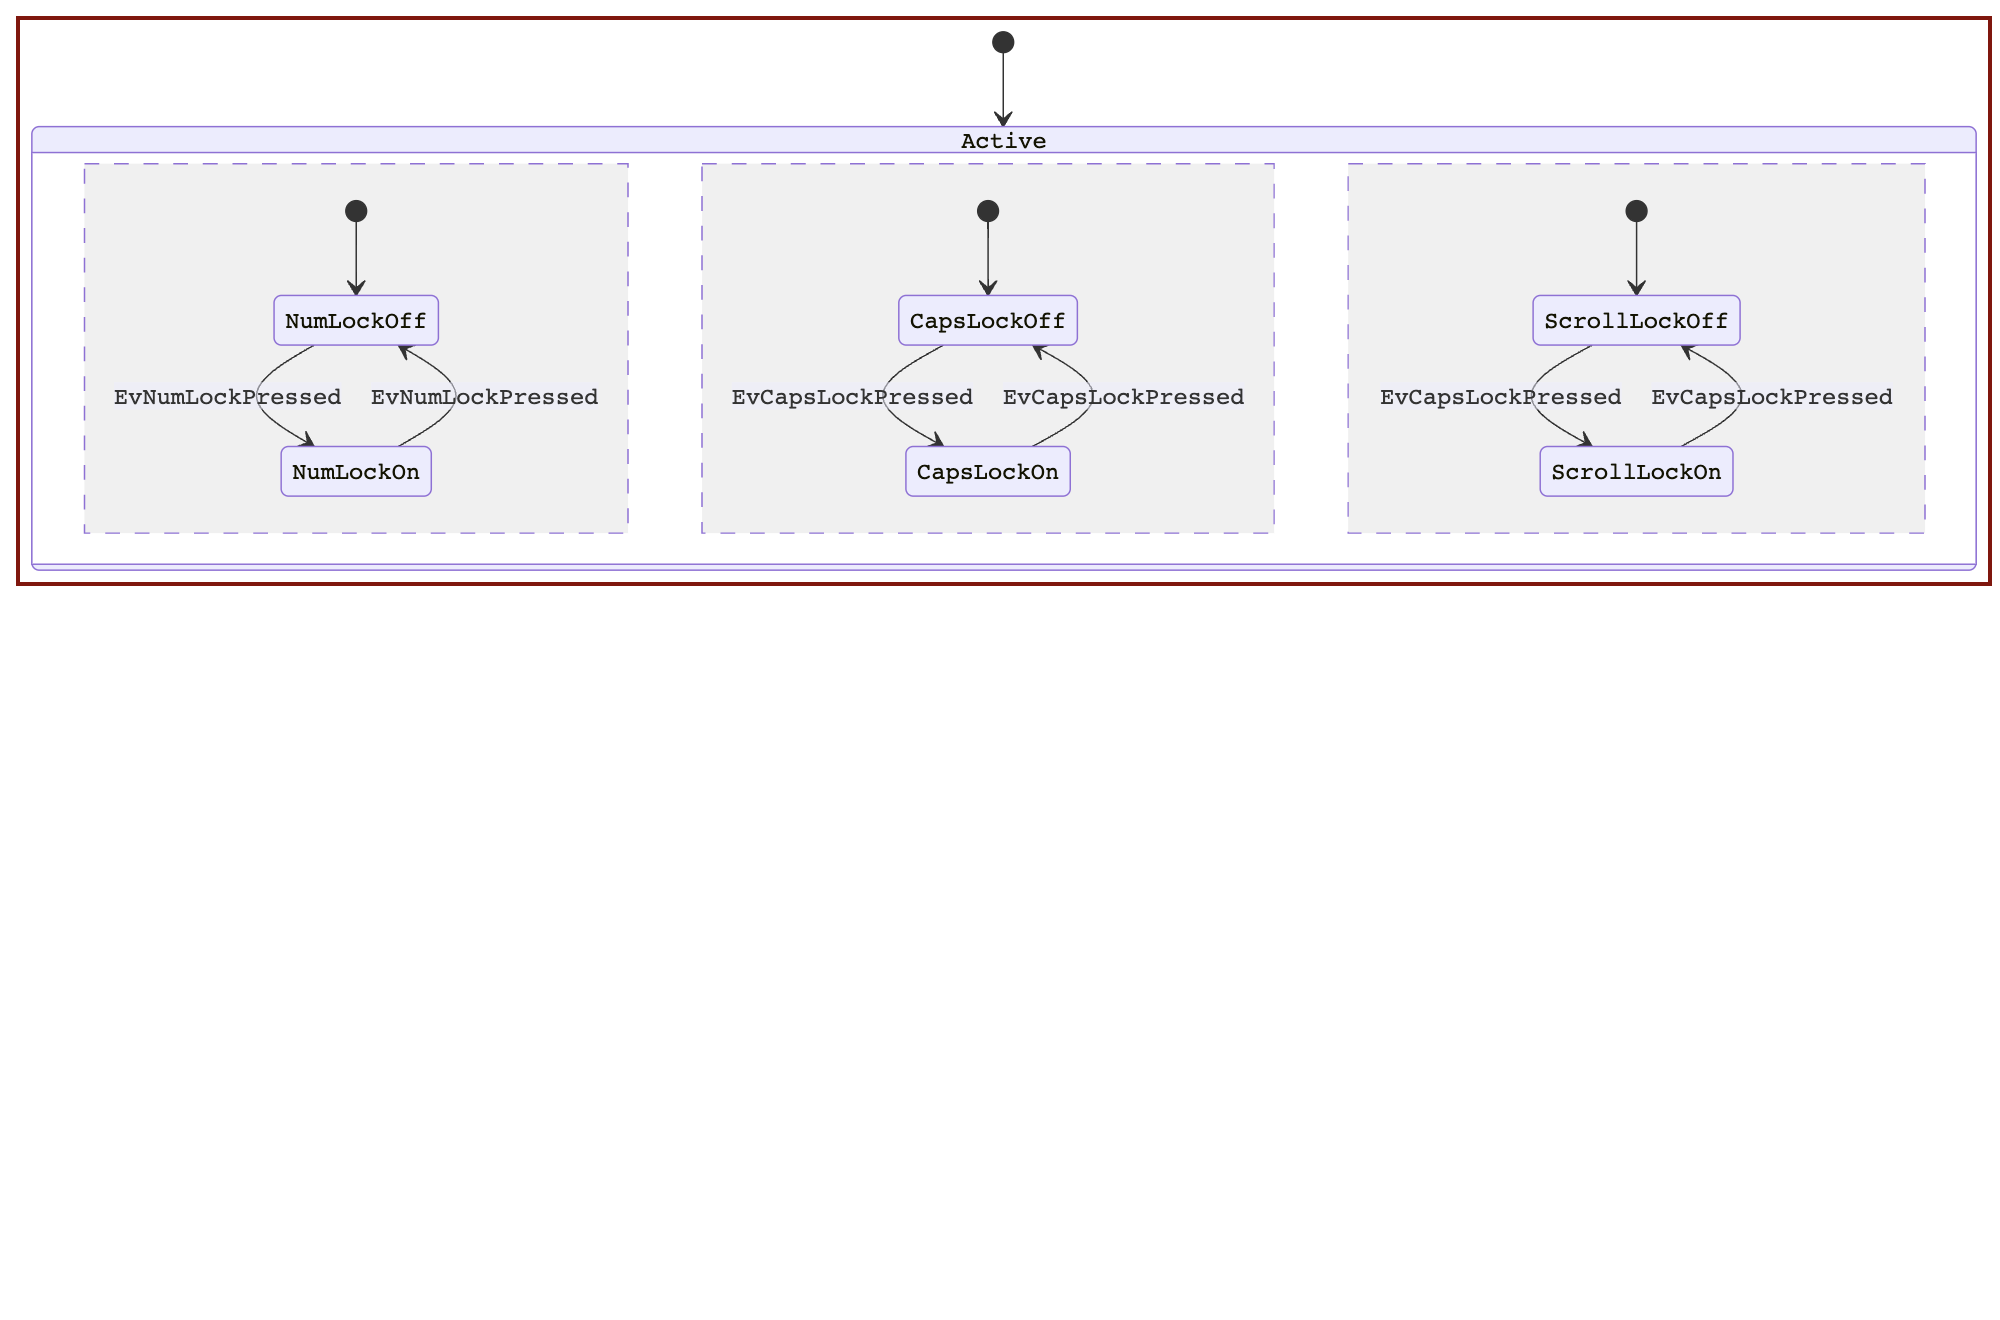 Active
NumLockOff
EvNumLockPressed
EvNumLockPressed
NumLockOn
CapsLockOff
EvCapsLockPressed
EvCapsLockPressed
CapsLockOn
ScrollLockOff
EvCapsLockPressed
EvCapsLockPressed
ScrollLockOn